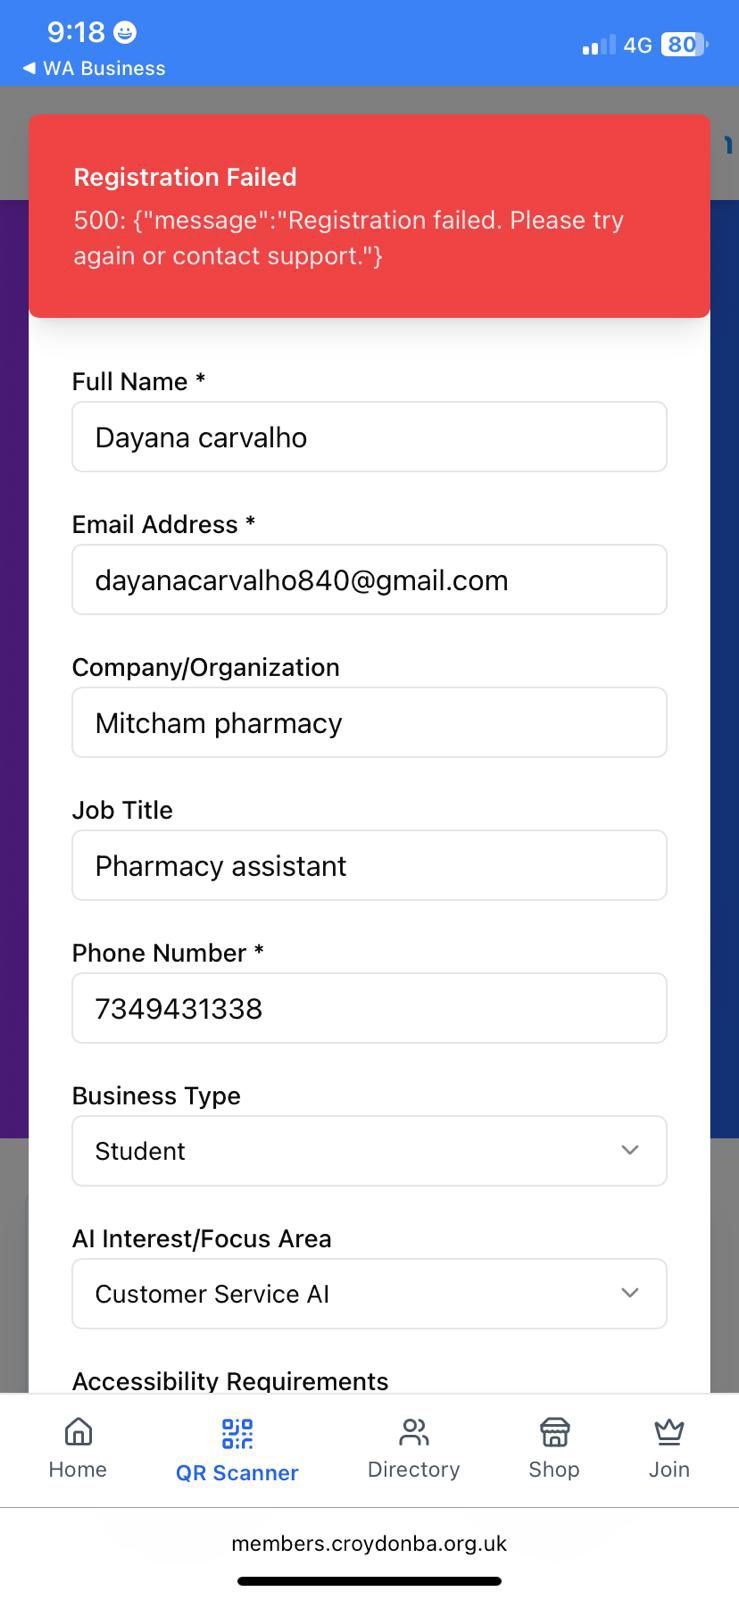 9:18
4G 80
◀ WA Business
Registration Failed
500: {"message":"Registration failed. Please try
again or contact support."}
Full Name *
Dayana carvalho
Email Address *
dayanacarvalho840@gmail.com
Company/Organization
Mitcham pharmacy
Job Title
Pharmacy assistant
Phone Number *
7349431338
Business Type
Student
AI Interest/Focus Area
Customer Service AI
Accessibility Requirements
Home
QR Scanner
Directory
Shop
Join
members.croydonba.org.uk